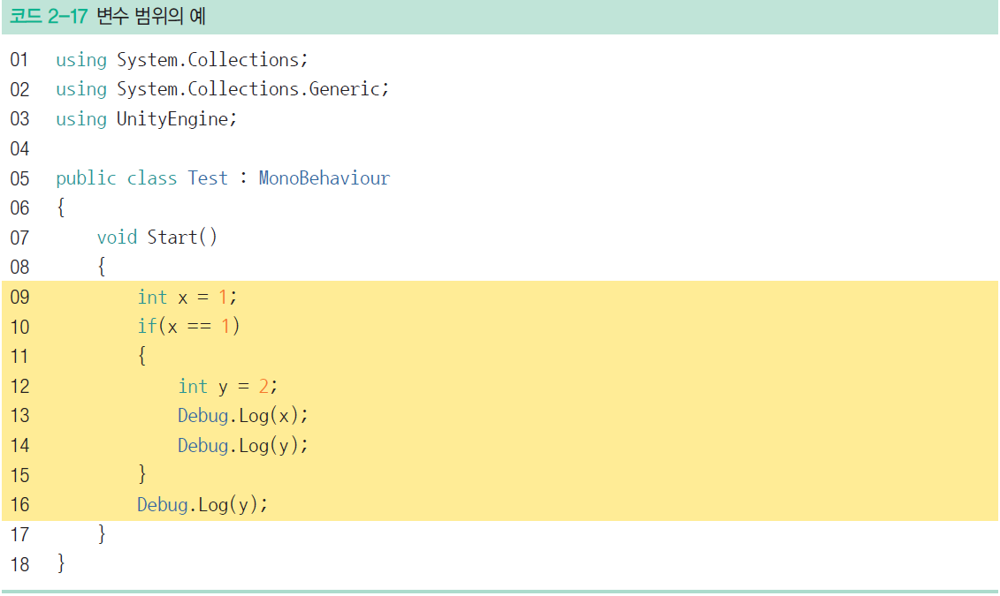 코드 2-17 변수 범위의 예
01 using System.Collections;
02 using System.Collections.Generic;
03 using UnityEngine;
04
05 public class Test : MonoBehaviour
06 {
07 void Start()
08 {
09 int x = 1;
10 if(x == 1)
11 {
12 int y = 2;
13 Debug.Log(x);
14 Debug.Log(y);
15 }
16 Debug.Log(y);
17 }
18 }